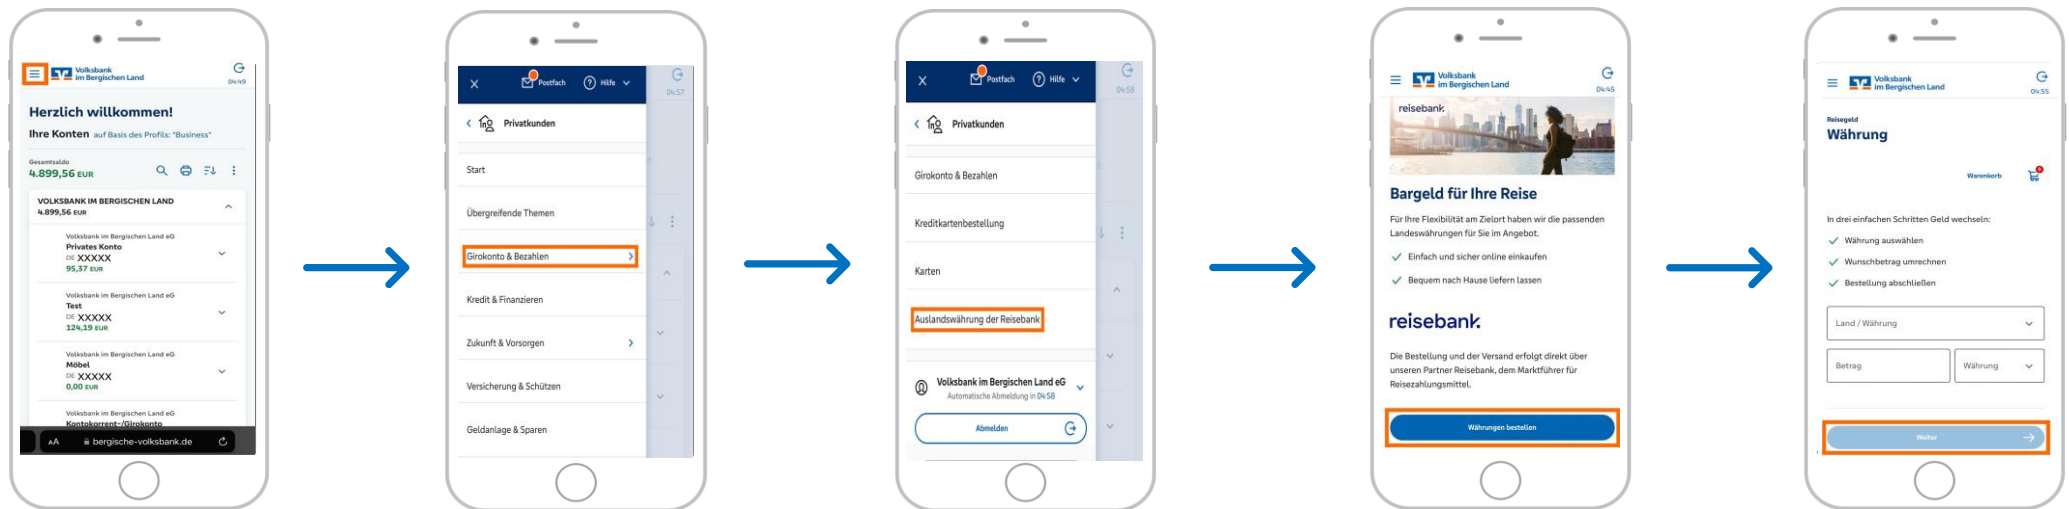 Volksbank
im Bergischen Land
04:49
Herzlich willkommen!
Ihre Konten auf Basis des Profils: "Business"
Gesamtsaldo
4.899,56 EUR
VOLKSBANK IM BERGISCHEN LAND
4.899,56 EUR
Volksbank im Bergischen Land eG
Privates Konto
DE XXXXX
95,37 EUR
Volksbank im Bergischen Land eG
Test
DE XXXXX
124,19 EUR
Volksbank im Bergischen Land eG
Möbel
DE XXXXX
0,00 EUR
Volksbank im Bergischen Land eG
Kontokorrent-/Girokonto
AA bergische-volksbank.de
X Postfach ? Hilfe
04:57
Privatkunden
Start
Übergreifende Themen
Girokonto & Bezahlen
Kredit & Finanzieren
Zukunft & Vorsorgen
Versicherung & Schützen
Geldanlage & Sparen
X Postfach ? Hilfe
04:58
Privatkunden
Girokonto & Bezahlen
Kreditkartenbestellung
Karten
Auslandswährung der Reisebank
Volksbank im Bergischen Land eG
Automatische Abmeldung in 04:58
Abmelden
Volksbank
im Bergischen Land
04:45
reisebank
Bargeld für Ihre Reise
Für Ihre Flexibilität am Zielort haben wir die passenden
Landeswährungen für Sie im Angebot.
Einfach und sicher online einkaufen
Bequem nach Hause liefern lassen
reisebank
Die Bestellung und der Versand erfolgt direkt über
unseren Partner Reisebank, dem Marktführer für
Reisezahlungsmittel.
Währungen bestellen
Volksbank
im Bergischen Land
04:55
Reisegeld
Währung
Warenkorb 0
In drei einfachen Schritten Geld wechseln:
Währung auswählen
Wunschbetrag umrechnen
Bestellung abschließen
Land / Währung
Betrag Währung
Weiter